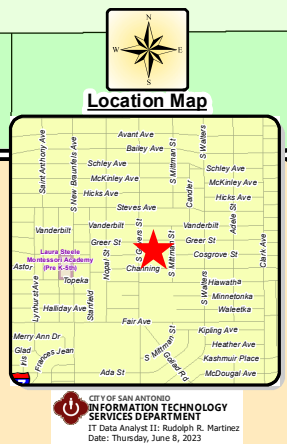 N
W E
S
Location Map
Saint Anthony Ave
S New Braunfels Ave
Avant Ave
Bailey Ave
S Mittman St
S Walters
Schley Ave
McKinley Ave
Hicks Ave
Schley Ave
McKinley Ave
Hicks Ave
Candler
Steves Ave
Adele St
Vanderbilt
Vanderbilt
Vanderbilt
Greer St
Greer St
Cosgrove St
Clark Ave
S Mittman St
Laura Steele
Montessori Academy
(Pre K-5th)
Nopal St
Astor
Channing
Topeka
S Walters
Hiawatha
Minnetonka
Waleetka
Lynhurst Ave
Starfield
Halliday Ave
Fair Ave
Kipling Ave
Merry Ann Dr
Heather Ave
Glad
Frances Jean
S Mittman St
Goliad Rd
Kashmuir Place
Ada St
McDougal Ave
CITY OF SAN ANTONIO
INFORMATION TECHNOLOGY
SERVICES DEPARTMENT
IT Data Analyst II: Rudolph R. Martinez
Date: Thursday, June 8, 2023